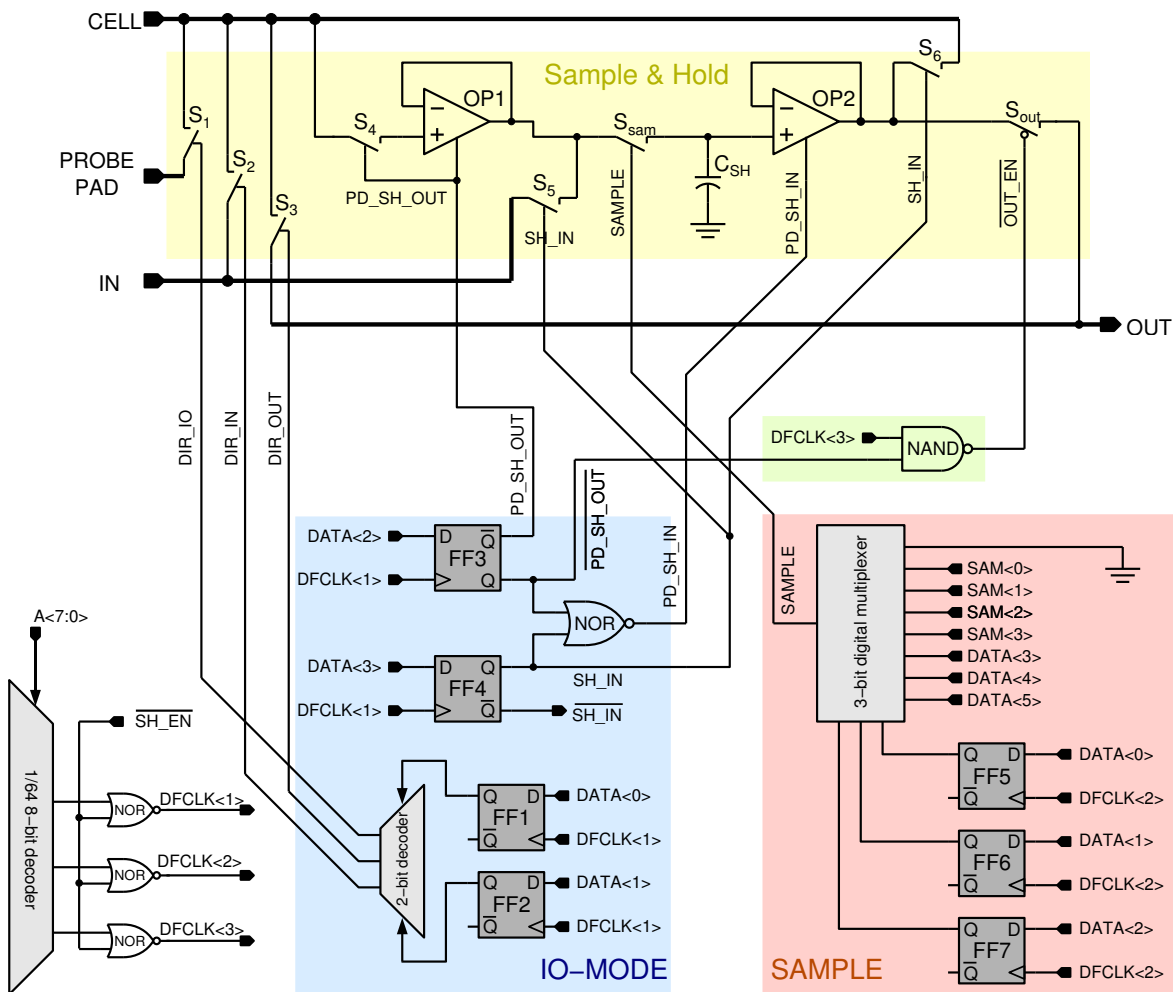 CELL
Sample & Hold
S6
OP1
OP2
S1
S4
Ssam
Sout
PROBE
PAD
S2
PD_SH_OUT
S5
CSH
SAMPLE
PD_SH_IN
SH_IN
OUT_EN
S3
SH_IN
IN
OUT
DIR_IO
DIR_IN
DIR_OUT
PD_SH_OUT
PD_SH_OUT
PD_SH_IN
DFCLK<3>
NAND
DATA<2>
D
Q
FF3
DFCLK<1>
Q
NOR
DATA<3>
D
Q
FF4
DFCLK<1>
Q
SH_IN
SH_IN
SAMPLE
3-bit digital multiplexer
SAM<0>
SAM<1>
SAM<2>
SAM<3>
DATA<3>
DATA<4>
DATA<5>
A<7:0>
SH_EN
1/64 8-bit decoder
NOR
DFCLK<1>
NOR
DFCLK<2>
NOR
DFCLK<3>
2-bit decoder
Q
D
DATA<0>
FF1
Q
DFCLK<1>
Q
D
DATA<1>
FF2
Q
DFCLK<1>
IO-MODE
Q
D
DATA<0>
FF5
Q
DFCLK<2>
Q
D
DATA<1>
FF6
Q
DFCLK<2>
Q
D
DATA<2>
FF7
Q
DFCLK<2>
SAMPLE